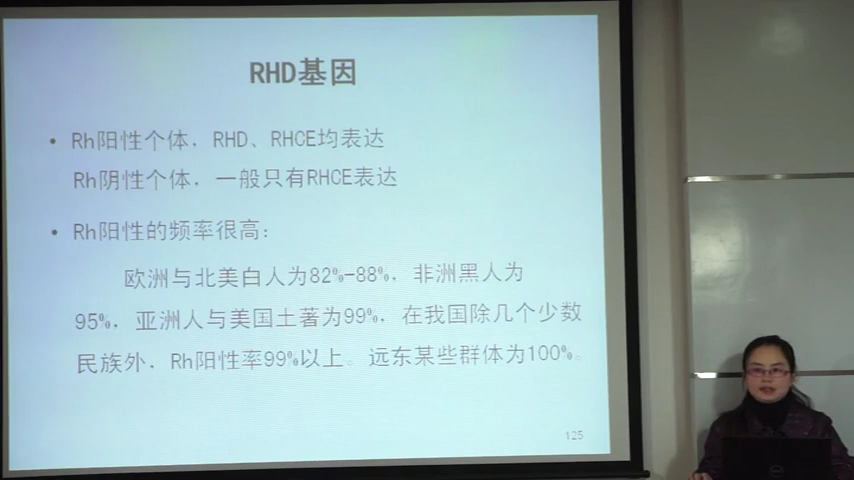 RHD基因
• Rh阳性个体，RHD、RHCE均表达
Rh阴性个体，一般只有RHCE表达
• Rh阳性的频率很高：
欧洲与北美白人为82%-88%，非洲黑人为
95%，亚洲人与美国土著为99%，在我国除几个少数
民族外，Rh阳性率99%以上。远东某些群体为100%。
125